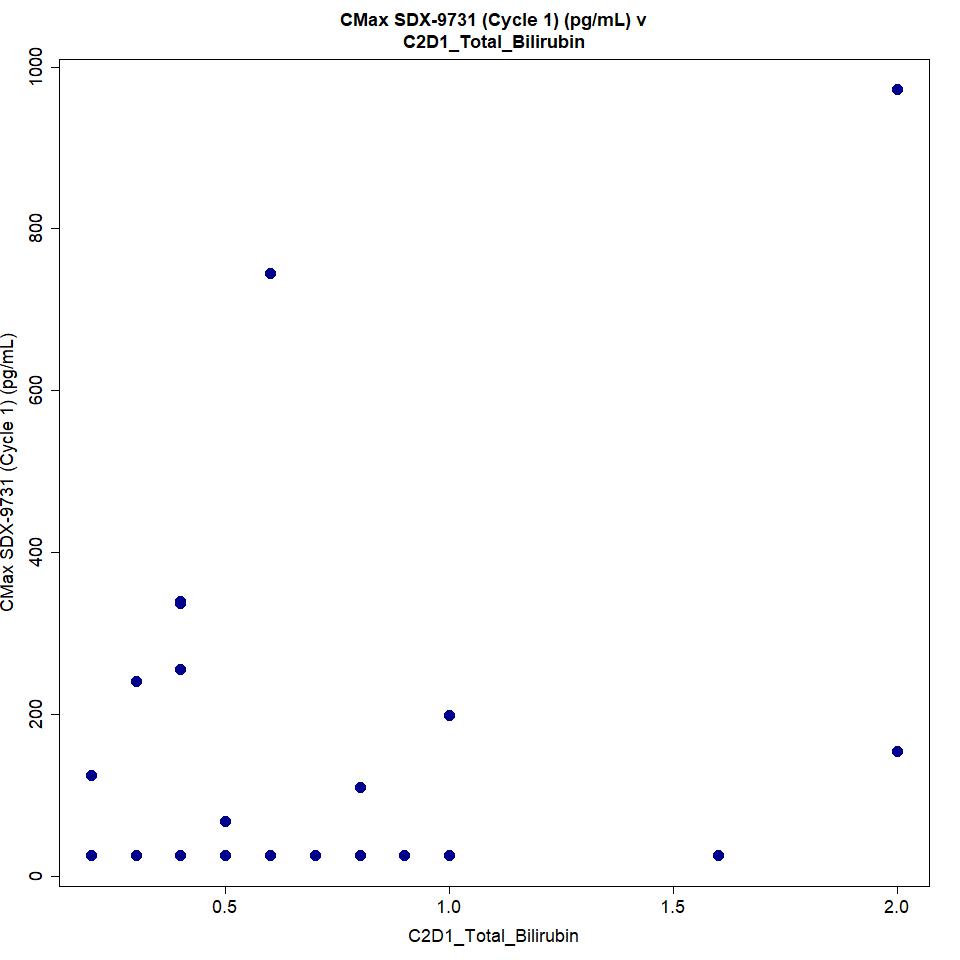 CMax SDX-9731 (Cycle 1) (pg/mL) v
C2D1_Total_Bilirubin
CMax SDX-9731 (Cycle 1) (pg/mL)
1000
800
600
400
200
0
0.5
1.0
1.5
2.0
C2D1_Total_Bilirubin